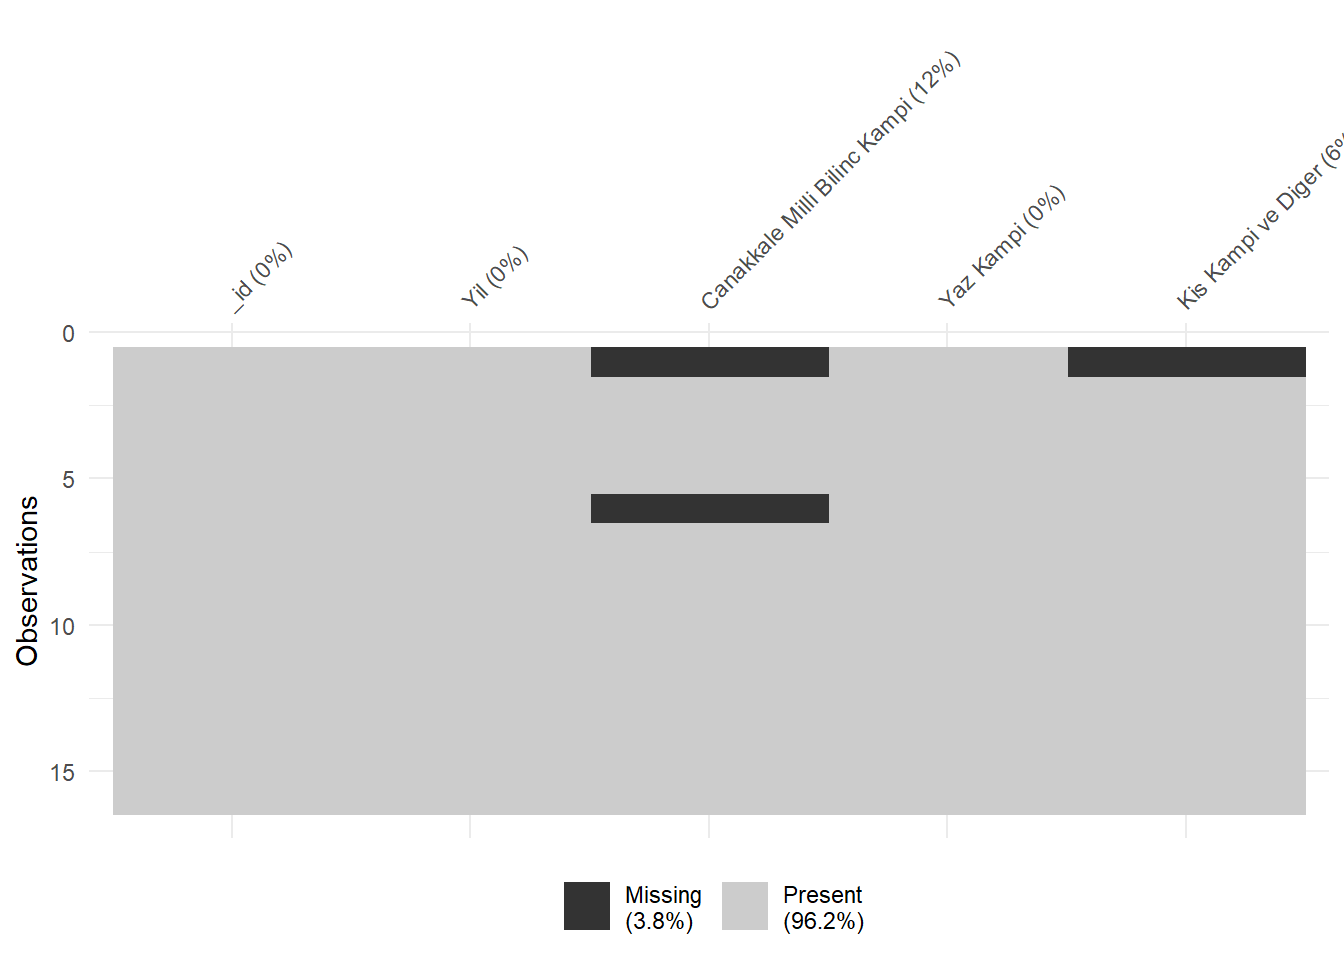 _id (0%)
Yil (0%)
Canakkale Milli Bilinc Kampi (12%)
Yaz Kampi (0%)
Kis Kampi ve Diger (6%
0
5
10
15
Observations
Missing
(3.8%)
Present
(96.2%)